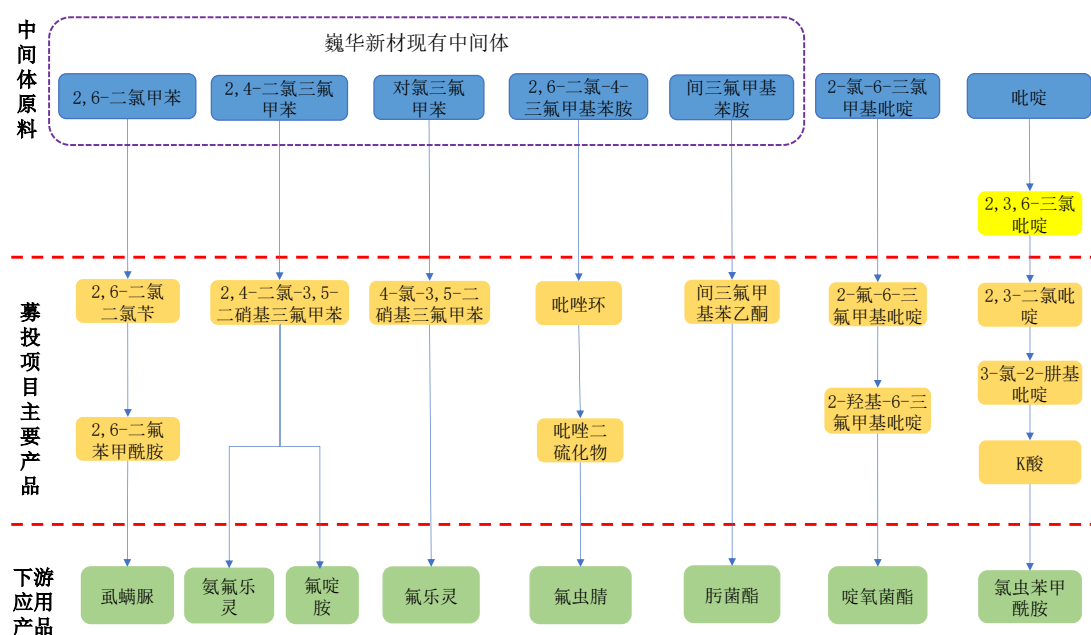 中
间
体
原
料
巍华新材现有中间体
2,6-二氯甲苯
2,4-二氯三氟
甲苯
对氯三氟
甲苯
2,6-二氯-4-
三氟甲基苯胺
间三氟甲基
苯胺
2-氯-6-三氯
甲基吡啶
吡啶
2,3,6-三氯
吡啶
募
投
项
目
主
要
产
品
2,6-二氯
二氯苄
2,4-二氯-3,5-
二硝基三氟甲苯
4-氯-3,5-二
硝基三氟甲苯
吡唑环
间三氟甲
基苯乙酮
2-氟-6-三
氟甲基吡啶
2,3-二氯吡
啶
3-氯-2-肼基
吡啶
2,6-二氟
苯甲酰胺
吡唑二
硫化物
2-羟基-6-三
氟甲基吡啶
K酸
下游
应用
产品
虱螨脲
氨氟乐
灵
氟啶
胺
氟乐灵
氟虫腈
肟菌酯
啶氧菌酯
氯虫苯甲
酰胺